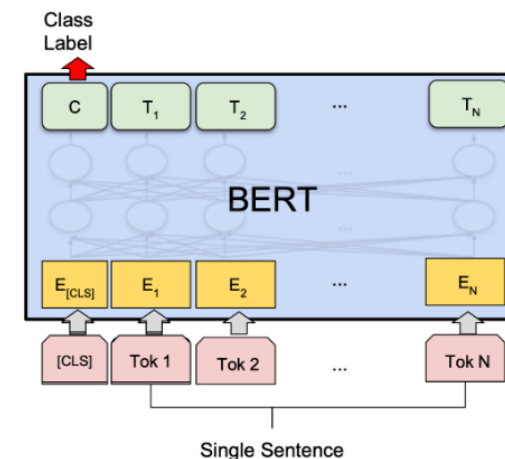 Class
Label
C T1 T2 ... TN
...
BERT
...
E[CLS] E1 E2 ... EN
[CLS] Tok 1 Tok 2 ... Tok N
Single Sentence